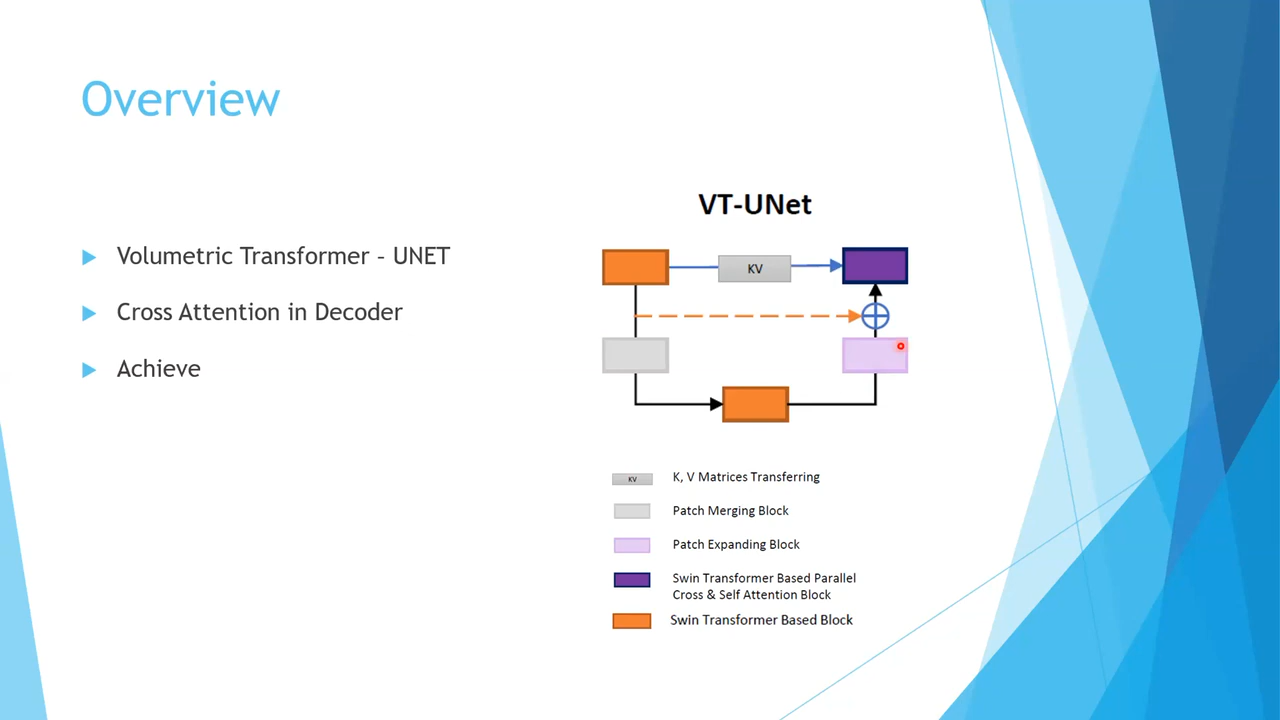 Overview
Volumetric Transformer – UNET
Cross Attention in Decoder
Achieve
VT-UNet
KV
KV
K, V Matrices Transferring
Patch Merging Block
Patch Expanding Block
Swin Transformer Based Parallel
Cross & Self Attention Block
Swin Transformer Based Block